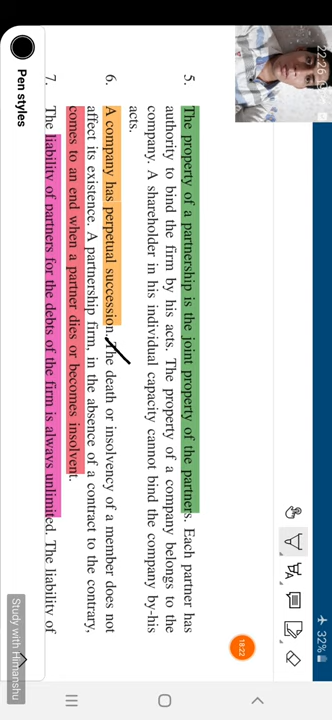 22:26
32%
5. The property of a partnership is the joint property of the partners. Each partner has
authority to bind the firm by his acts. The property of a company belongs to the
company. A shareholder in his individual capacity cannot bind the company by-his
acts.
6. A company has perpetual succession. The death or insolvency of a member does not
affect its existence. A partnership firm, in the absence of a contract to the contrary,
comes to an end when a partner dies or becomes insolvent.
7. The liability of partners for the debts of the firm is always unlimited. The liability of
18:22
Pen styles
Study with Himanshu